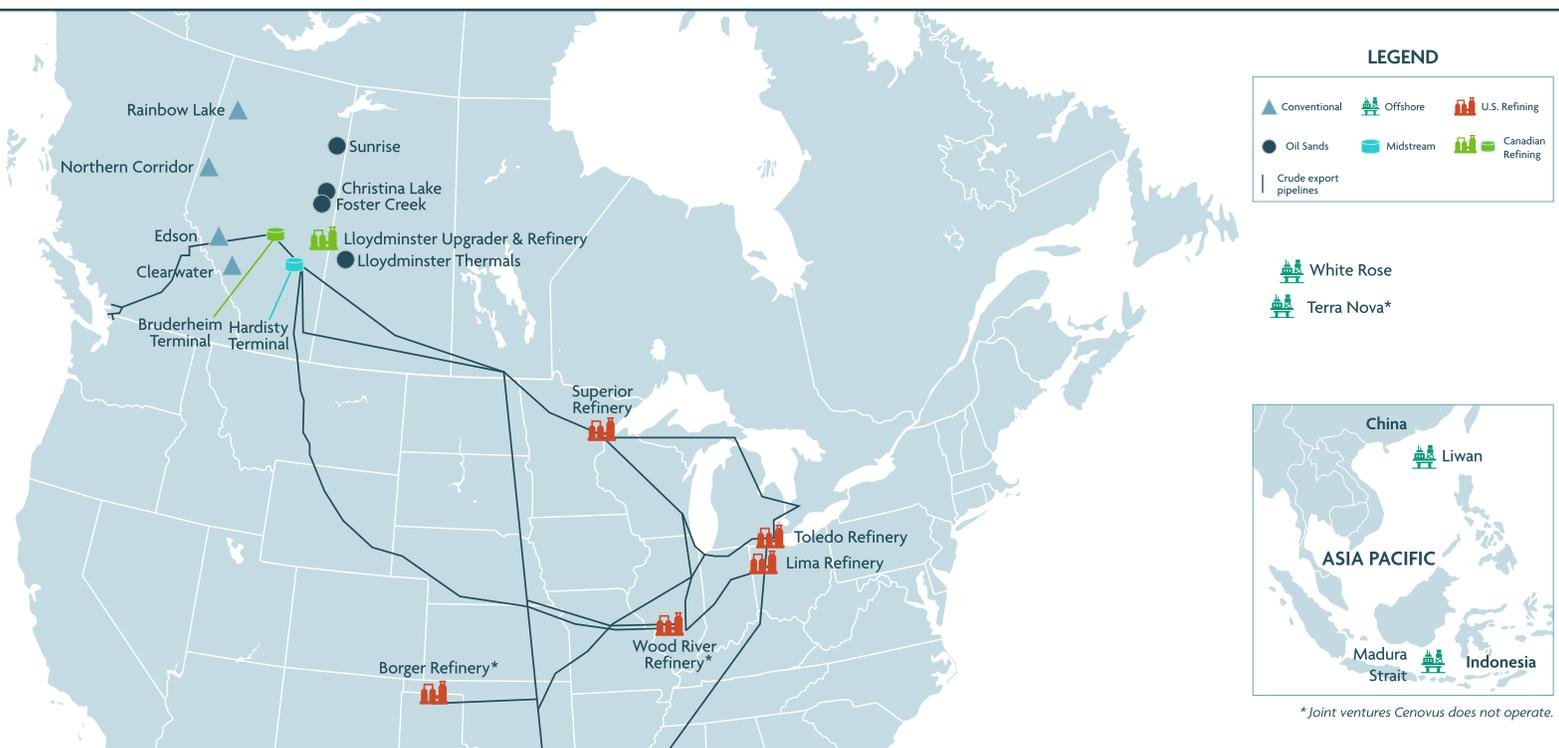 LEGEND
Conventional
Offshore
U.S. Refining
Oil Sands
Midstream
Canadian
Refining
Crude export
pipelines
Rainbow Lake
Sunrise
Northern Corridor
Christina Lake
Foster Creek
Edson
Lloydminster Upgrader & Refinery
Clearwater
Lloydminster Thermals
White Rose
Terra Nova*
Bruderheim
Terminal
Hardisty
Terminal
Superior
Refinery
China
Liwan
Toledo Refinery
Lima Refinery
ASIA PACIFIC
Wood River
Refinery*
Borger Refinery*
Madura
Strait
Indonesia
* Joint ventures Cenovus does not operate.